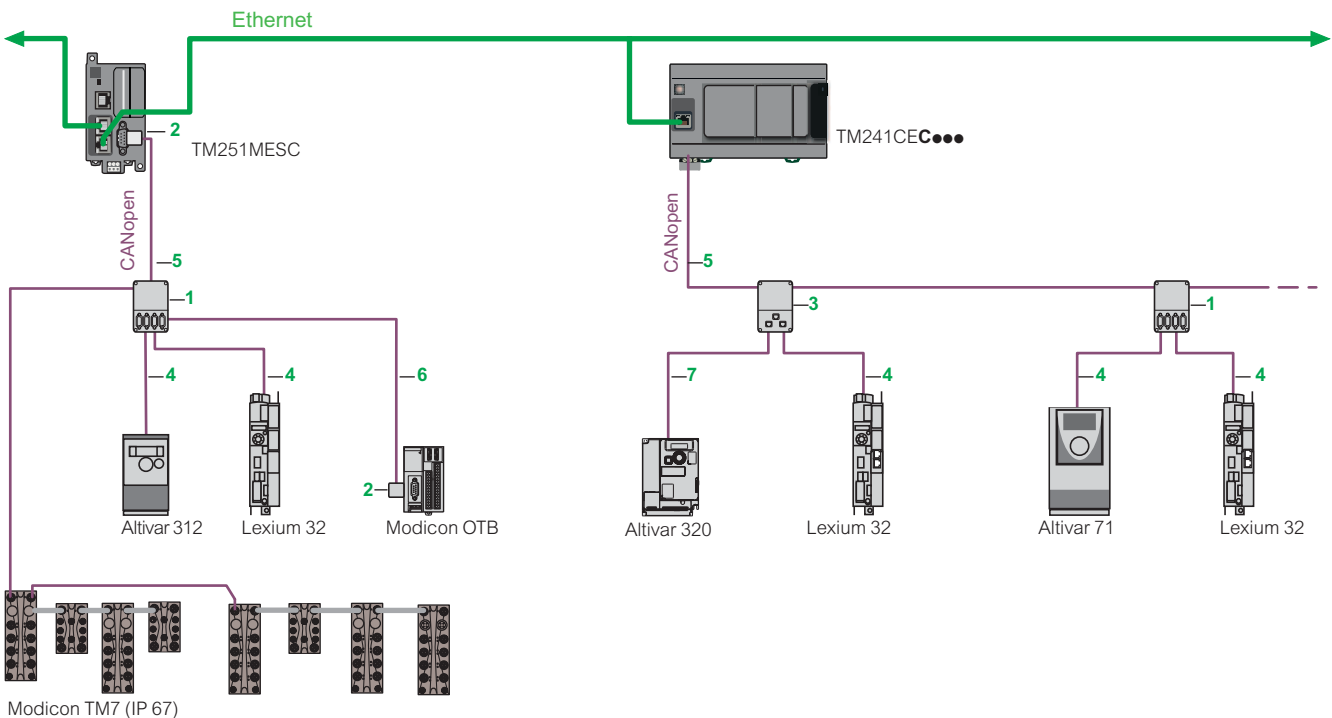 Ethernet
2
TM251MESC
TM241CEC●●●
CANopen
5
CANopen
5
1
3
1
4
4
6
7
4
4
4
2
Altivar 312
Lexium 32
Modicon OTB
Altivar 320
Lexium 32
Altivar 71
Lexium 32
Modicon TM7 (IP 67)